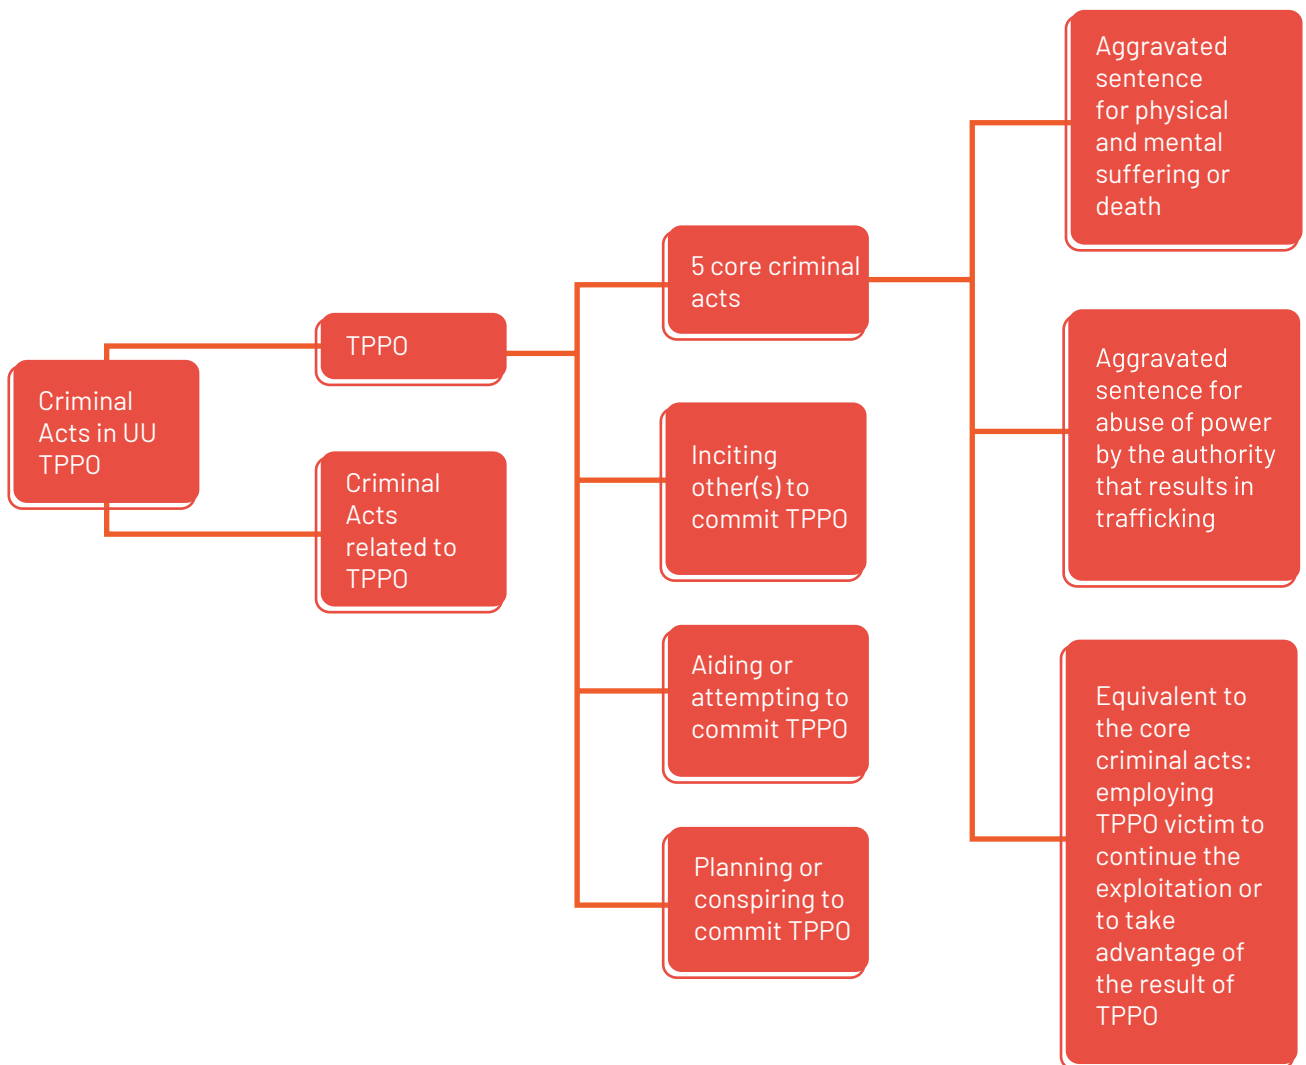 Criminal
Acts in UU
TPPO
TPPO
Criminal
Acts
related to
TPPO
5 core criminal
acts
Inciting
other(s) to
commit TPPO
Aiding or
attempting to
commit TPPO
Planning or
conspiring to
commit TPPO
Aggravated
sentence
for physical
and mental
suffering or
death
Aggravated
sentence for
abuse of power
by the authority
that results in
trafficking
Equivalent to
the core
criminal acts:
employing
TPPO victim to
continue the
exploitation or
to take
advantage of
the result of
TPPO